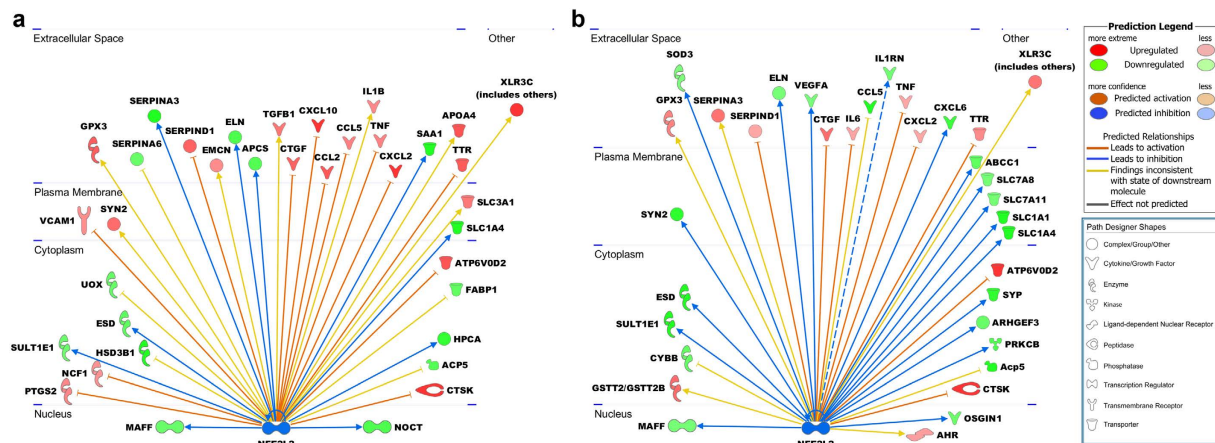 a
Extracellular Space
Other
XLR3C
(includes others)
IL1B
SERPINA3
CXCL10
TGFB1
APOA4
GPX3
SERPIND1
ELN
CCL5
TNF
SAA1
SERPINA6
EMCN
APCS
CTGF
CCL2
CXCL2
TTR
Plasma Membrane
VCAM1
SYN2
SLC3A1
SLC1A4
Cytoplasm
ATP6V0D2
UOX
FABP1
ESD
SULT1E1
HSD3B1
HPCA
NCF1
ACP5
PTGS2
CTSK
Nucleus
MAFF
NOCT
b
Extracellular Space
Other
SOD3
IL1RN
XLR3C
(includes others)
ELN
VEGFA
CCL5
TNF
GPX3
SERPINA3
CXCL6
SERPIND1
CTGF
IL6
CXCL2
TTR
Plasma Membrane
ABCC1
SLC7A8
SLC7A11
SYN2
SLC1A1
SLC1A4
Cytoplasm
ATP6V0D2
ESD
SYP
SULT1E1
ARHGEF3
CYBB
PRKCB
Acp5
GSTT2/GSTT2B
CTSK
Nucleus
MAFF
OSGIN1
AHR
Prediction Legend
more extreme less
Upregulated
Downregulated
more confidence less
Predicted activation
Predicted inhibition
Predicted Relationships
Leads to activation
Leads to inhibition
Findings inconsistent
with state of downstream
molecule
Effect not predicted
Path Designer Shapes
Complex/Group/Other
Cytokine/Growth Factor
Enzyme
Kinase
Ligand-dependent Nuclear Receptor
Peptidase
Phosphatase
Transcription Regulator
Transmembrane Receptor
Transporter